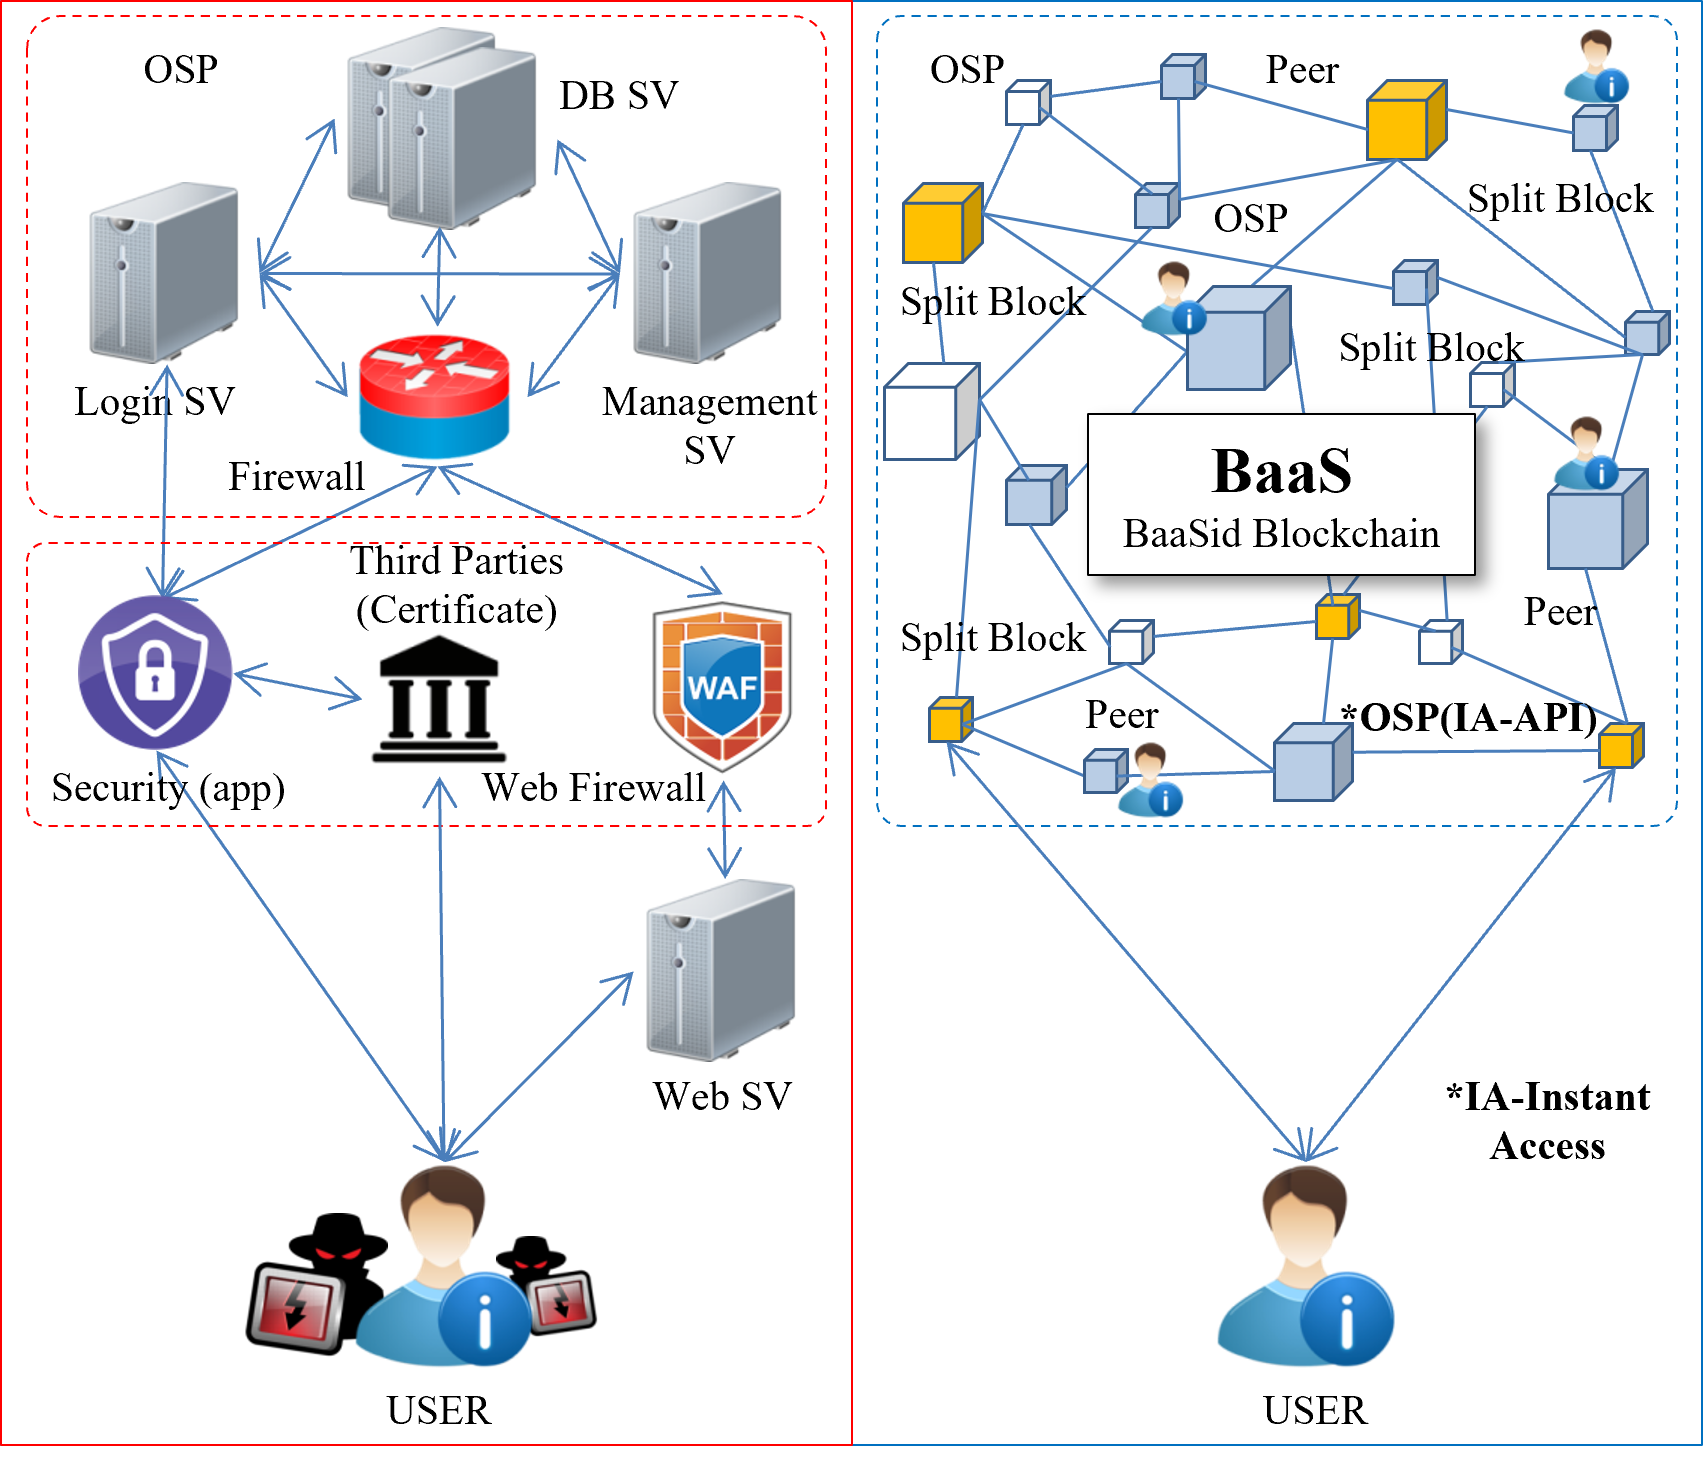 OSP
DB SV
Login SV
Management
SV
Firewall
Third Parties
(Certificate)
WAF
Security (app)
Web Firewall
Web SV
i
USER
OSP
Peer
i
Split Block
OSP
Split Block
i
Split Block
BaaS
BaaSid Blockchain
i
Peer
Split Block
Peer
*OSP(IA-API)
i
*IA-Instant
Access
i
USER